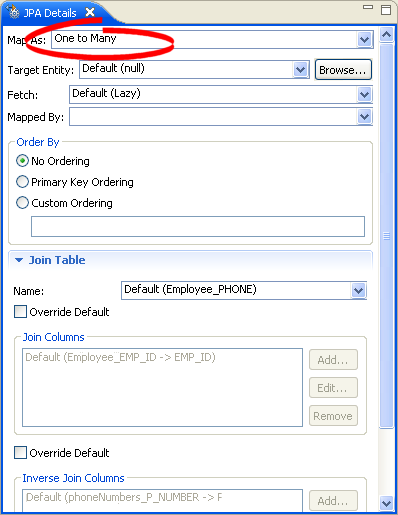 JPA Details
Map As: One to Many
Target Entity: Default (null) Browse...
Fetch: Default (Lazy)
Mapped By:
Order By
No Ordering
Primary Key Ordering
Custom Ordering
Join Table
Name: Default (Employee_PHONE)
Override Default
Join Columns
Default (Employee_EMP_ID -> EMP_ID) Add...
Edit...
Remove
Override Default
Inverse Join Columns
Default (phoneNumbers_P_NUMBER -> Add...